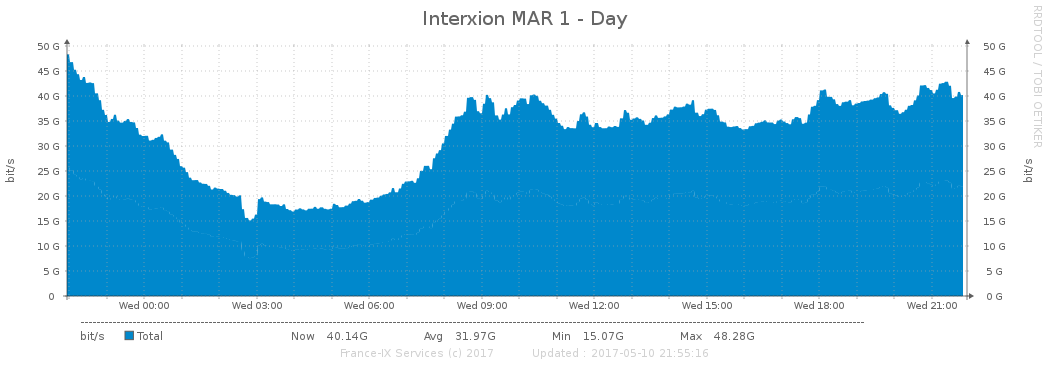 Interxion MAR 1 - Day
RRDTOOL / TOBI OETIKER
50 G 50 G
45 G 45 G
40 G 40 G
35 G 35 G
30 G 30 G
25 G 25 G
20 G 20 G
15 G 15 G
10 G 10 G
5 G 5 G
0 0 G
bit/s bit/s
Wed 00:00 Wed 03:00 Wed 06:00 Wed 09:00 Wed 12:00 Wed 15:00 Wed 18:00 Wed 21:00
bit/s Total Now 40.14G Avg 31.97G Min 15.07G Max 48.28G
France-IX Services (c) 2017 Updated : 2017-05-10 21:55:16